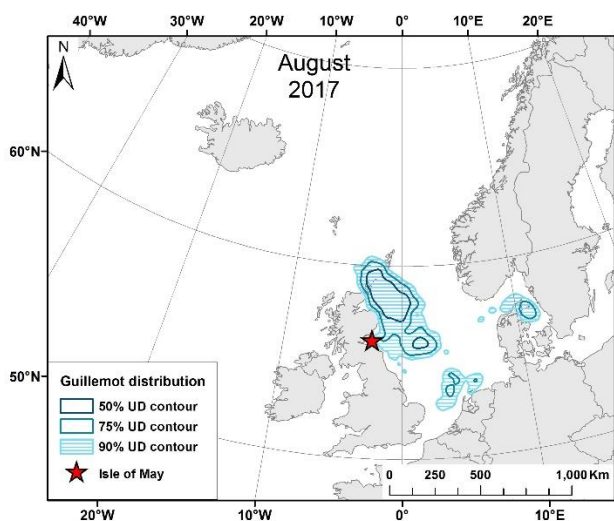 40°W 30°W 20°W 10°W 0° 10°E 20°E
N
August
2017
60°N
50°N
Guillemot distribution
50% UD contour
75% UD contour
90% UD contour
Isle of May
0 250 500 1,000 Km
20°W 10°W 0° 10°E